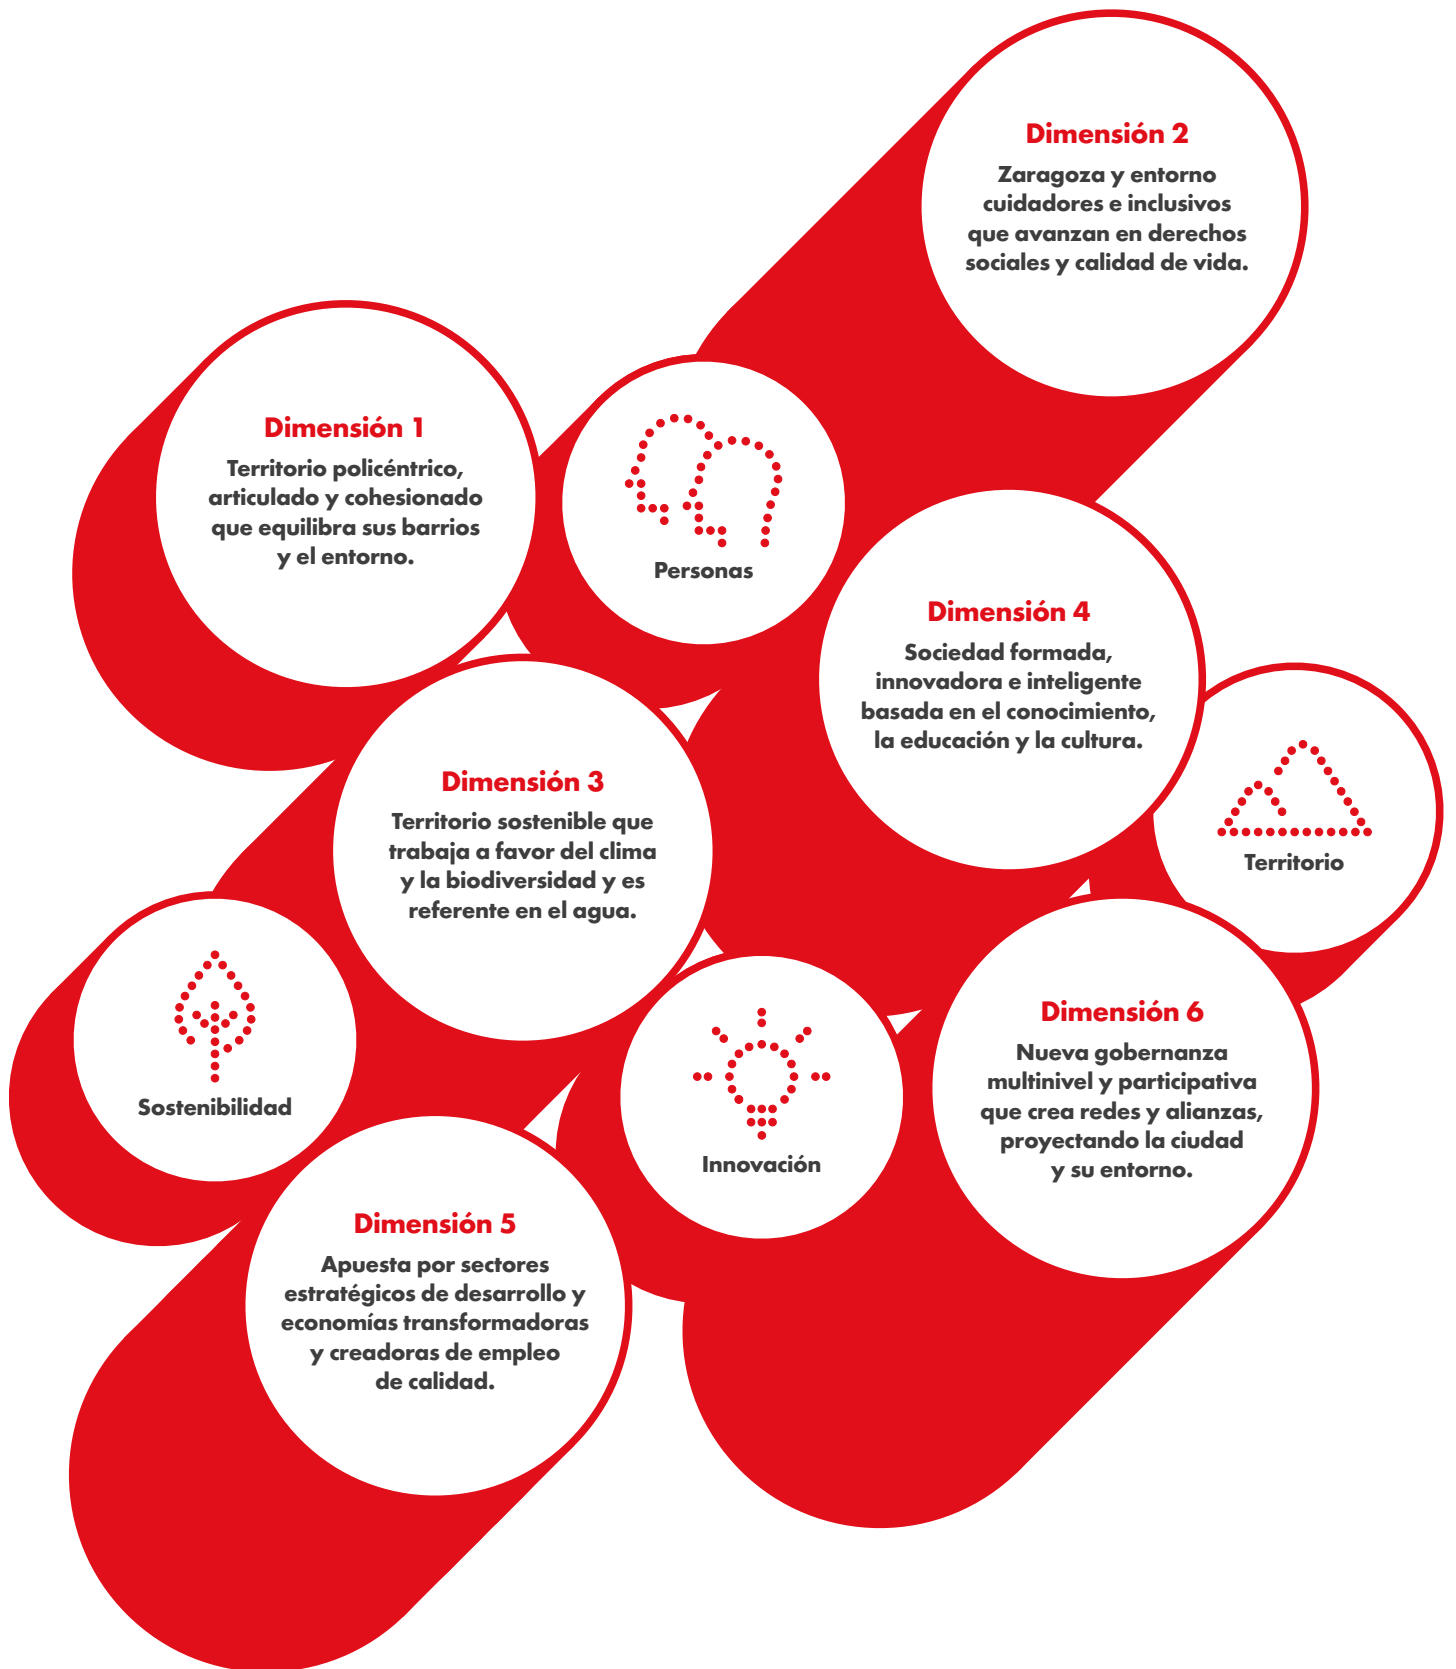 Dimensión 2
Zaragoza y entorno
cuidadores e inclusivos
que avanzan en derechos
sociales y calidad de vida.
Dimensión 1
Territorio policéntrico,
articulado y cohesionado
que equilibra sus barrios
y el entorno.
Personas
Dimensión 4
Sociedad formada,
innovadora e inteligente
basada en el conocimiento,
la educación y la cultura.
Dimensión 3
Territorio sostenible que
trabaja a favor del clima
y la biodiversidad y es
referente en el agua.
Territorio
Sostenibilidad
Dimensión 6
Nueva gobernanza
multinivel y participativa
que crea redes y alianzas,
proyectando la ciudad
y su entorno.
Innovación
Dimensión 5
Apuesta por sectores
estratégicos de desarrollo y
economías transformadoras
y creadoras de empleo
de calidad.